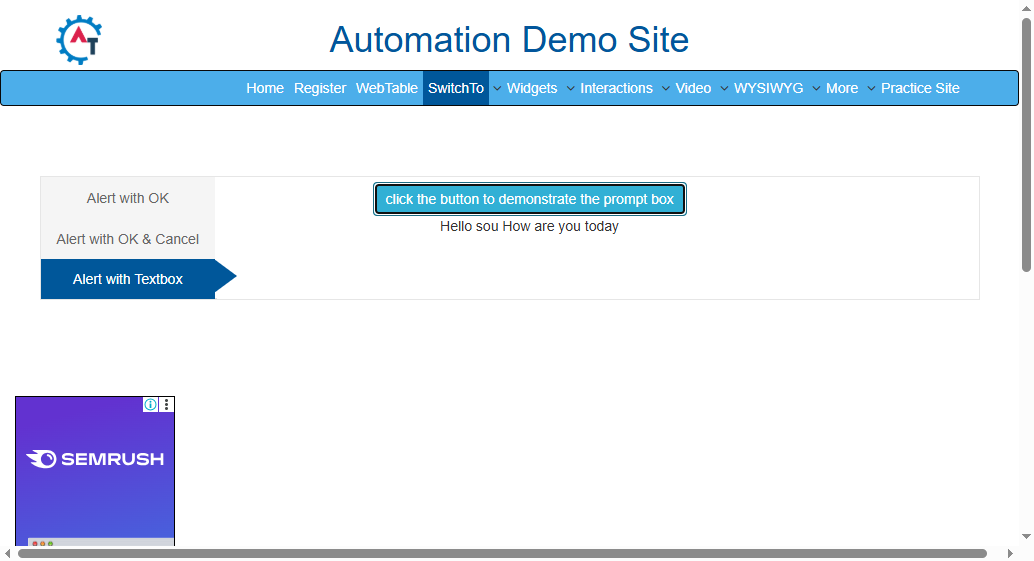 AT
Automation Demo Site
Home Register WebTable SwitchTo Widgets Interactions Video WYSIWYG More Practice Site
Alert with OK
click the button to demonstrate the prompt box
Hello sou How are you today
Alert with OK & Cancel
Alert with Textbox
SEMRUSH